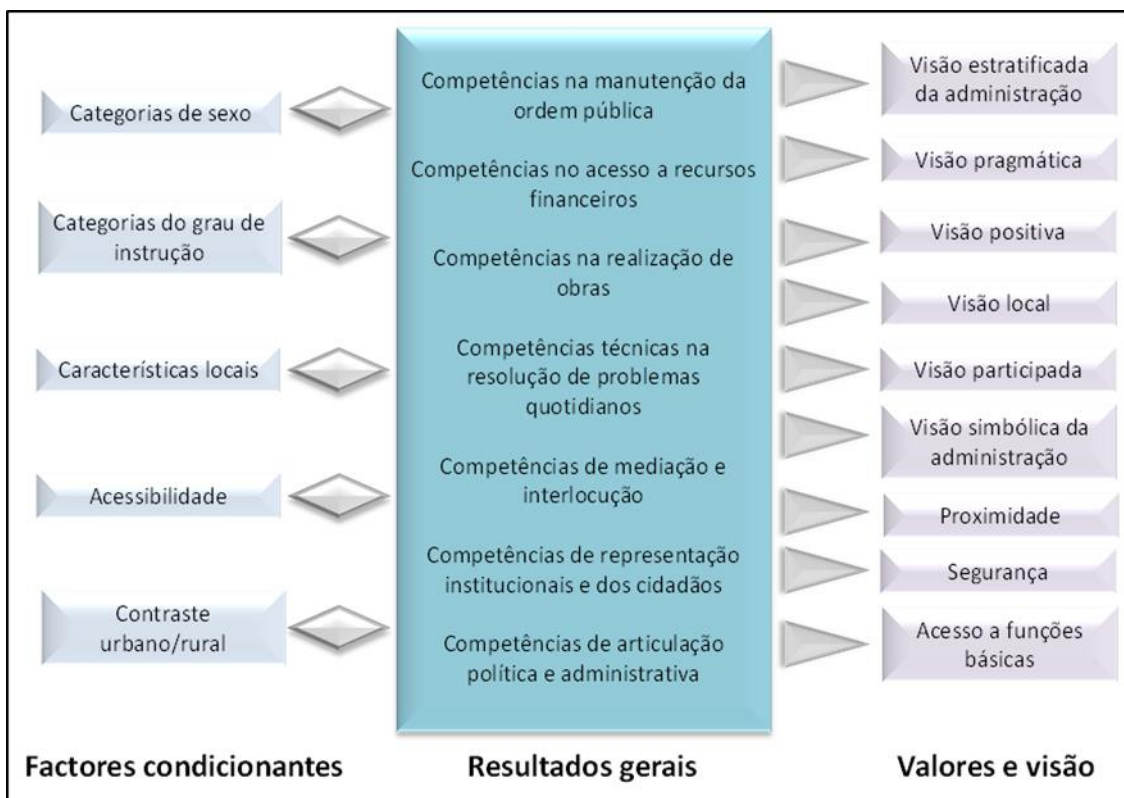 Categorias de sexo
Categorias do grau de
instrução
Características locais
Acessibilidade
Contraste
urbano/rural
Factores condicionantes
Competências na manutenção da
ordem pública
Competências no acesso a recursos
financeiros
Competências na realização de
obras
Competências técnicas na
resolução de problemas
quotidianos
Competências de mediação e
interlocução
Competências de representação
institucionais e dos cidadãos
Competências de articulação
política e administrativa
Resultados gerais
Visão estratificada
da administração
Visão pragmática
Visão positiva
Visão local
Visão participada
Visão simbólica da
administração
Proximidade
Segurança
Acesso a funções
básicas
Valores e visão